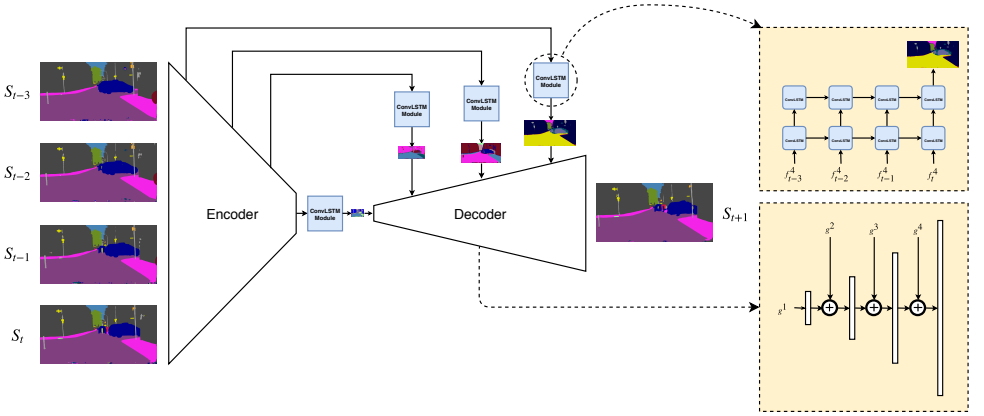 S_{t-3}
S_{t-2}
S_{t-1}
S_t
Encoder
ConvLSTM
Module
ConvLSTM
Module
ConvLSTM
Module
ConvLSTM
Module
Decoder
S_{t+1}
ConvLSTM ConvLSTM ConvLSTM ConvLSTM
ConvLSTM ConvLSTM ConvLSTM ConvLSTM
f^4_{t-3} f^4_{t-2} f^4_{t-1} f^4_t
g^2 g^3 g^4
g^1 + + +